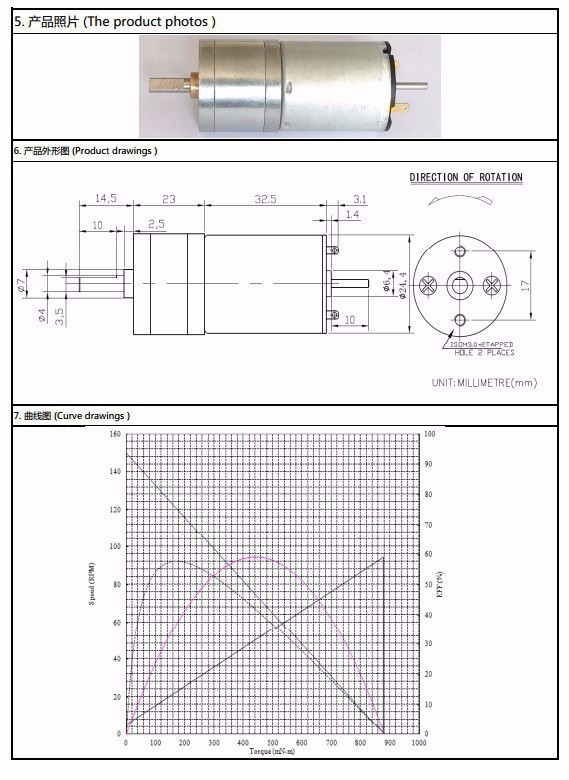 5. 产品照片 (The product photos )
6. 产品外形图 (Product drawings )
DIRECTION OF ROTATION
14,5
23
32.5
3.1
1.4
10
2,5
Ø7
Ø4
3,5
Ø6,4
Ø24,4
10
17
ISOM3.0×2TAPPED
HOLE 2 PLACES
UNIT:MILLIMETRE(mm)
7. 曲线图 (Curve drawings )
160
140
120
100
80
60
40
20
0
Speed (RPM)
100
90
80
70
60
50
40
30
20
10
0
EFF (%)
0 100 200 300 400 500 600 700 800 900 1000
Torque (mN-m)